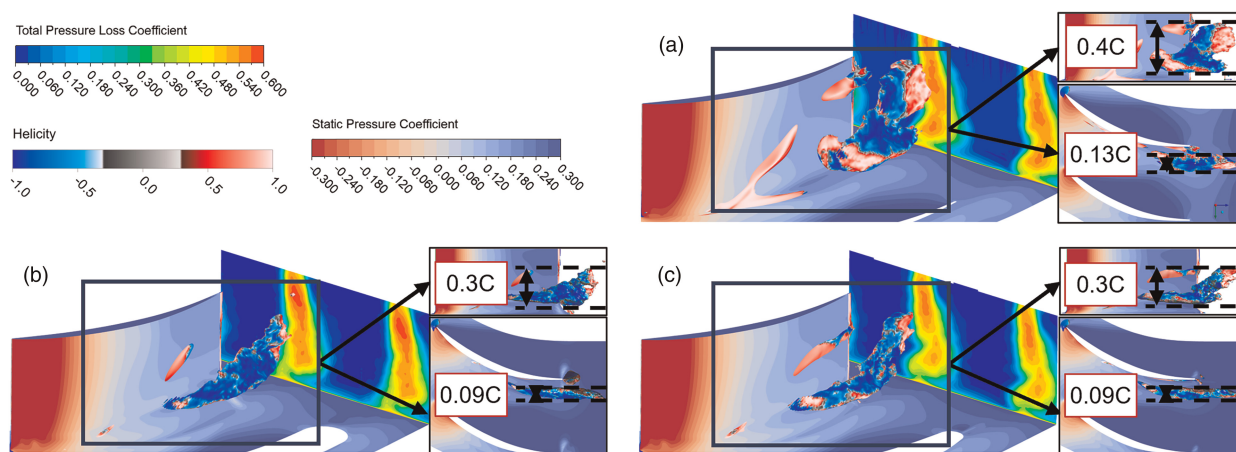 Total Pressure Loss Coefficient
0.000 0.060 0.120 0.180 0.240 0.300 0.360 0.420 0.480 0.540 0.600
Helicity
-1.0 -0.5 0.0 0.5 1.0
Static Pressure Coefficient
-0.300 -0.240 -0.180 -0.120 -0.060 0.000 0.060 0.120 0.180 0.240 0.300
(a)
0.4C
0.13C
(b)
0.3C
0.09C
(c)
0.3C
0.09C